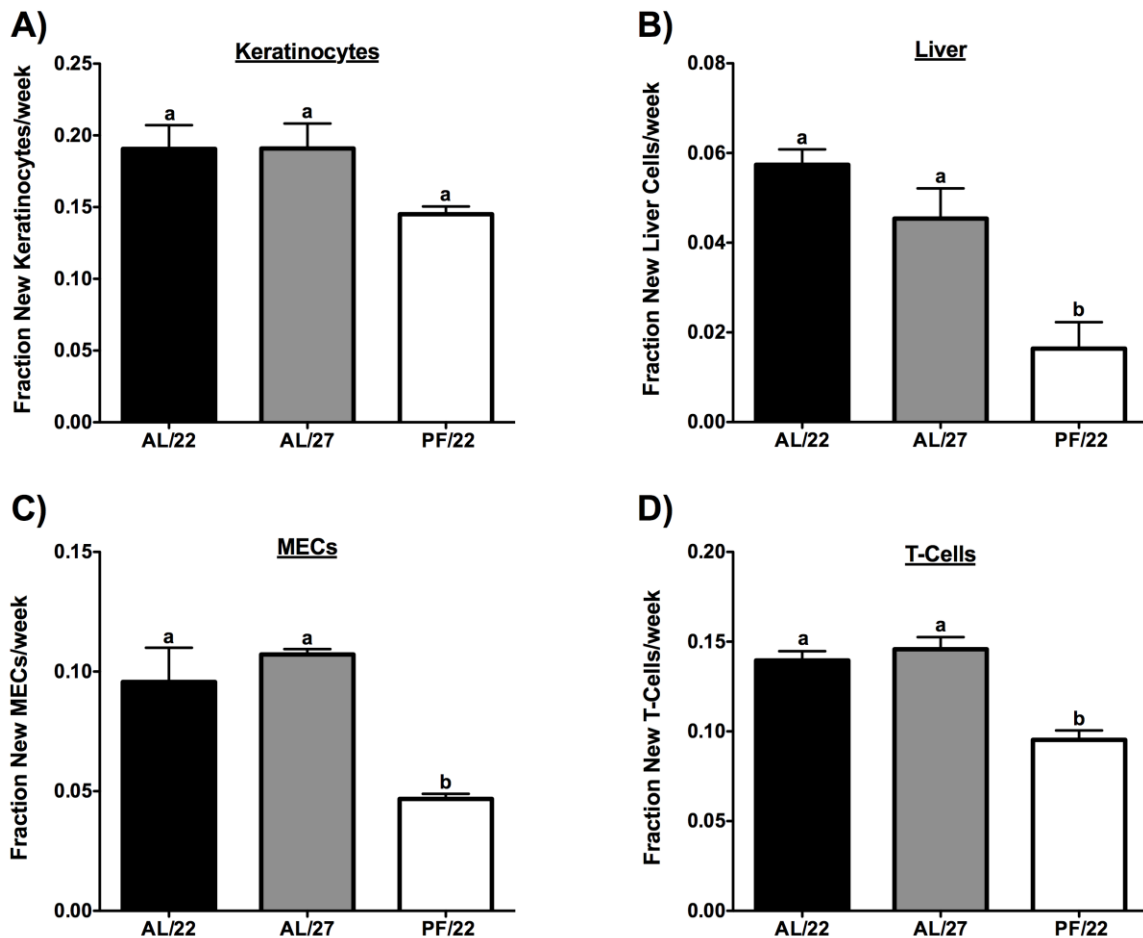 A)
Keratinocytes
Fraction New Keratinocytes/week
0.25
0.20
0.15
0.10
0.05
0.00
a
a
a
AL/22
AL/27
PF/22
B)
Liver
Fraction New Liver Cells/week
0.08
0.06
0.04
0.02
0.00
a
a
b
AL/22
AL/27
PF/22
C)
MECs
Fraction New MECs/week
0.15
0.10
0.05
0.00
a
a
b
AL/22
AL/27
PF/22
D)
T-Cells
Fraction New T-Cells/week
0.20
0.15
0.10
0.05
0.00
a
a
b
AL/22
AL/27
PF/22